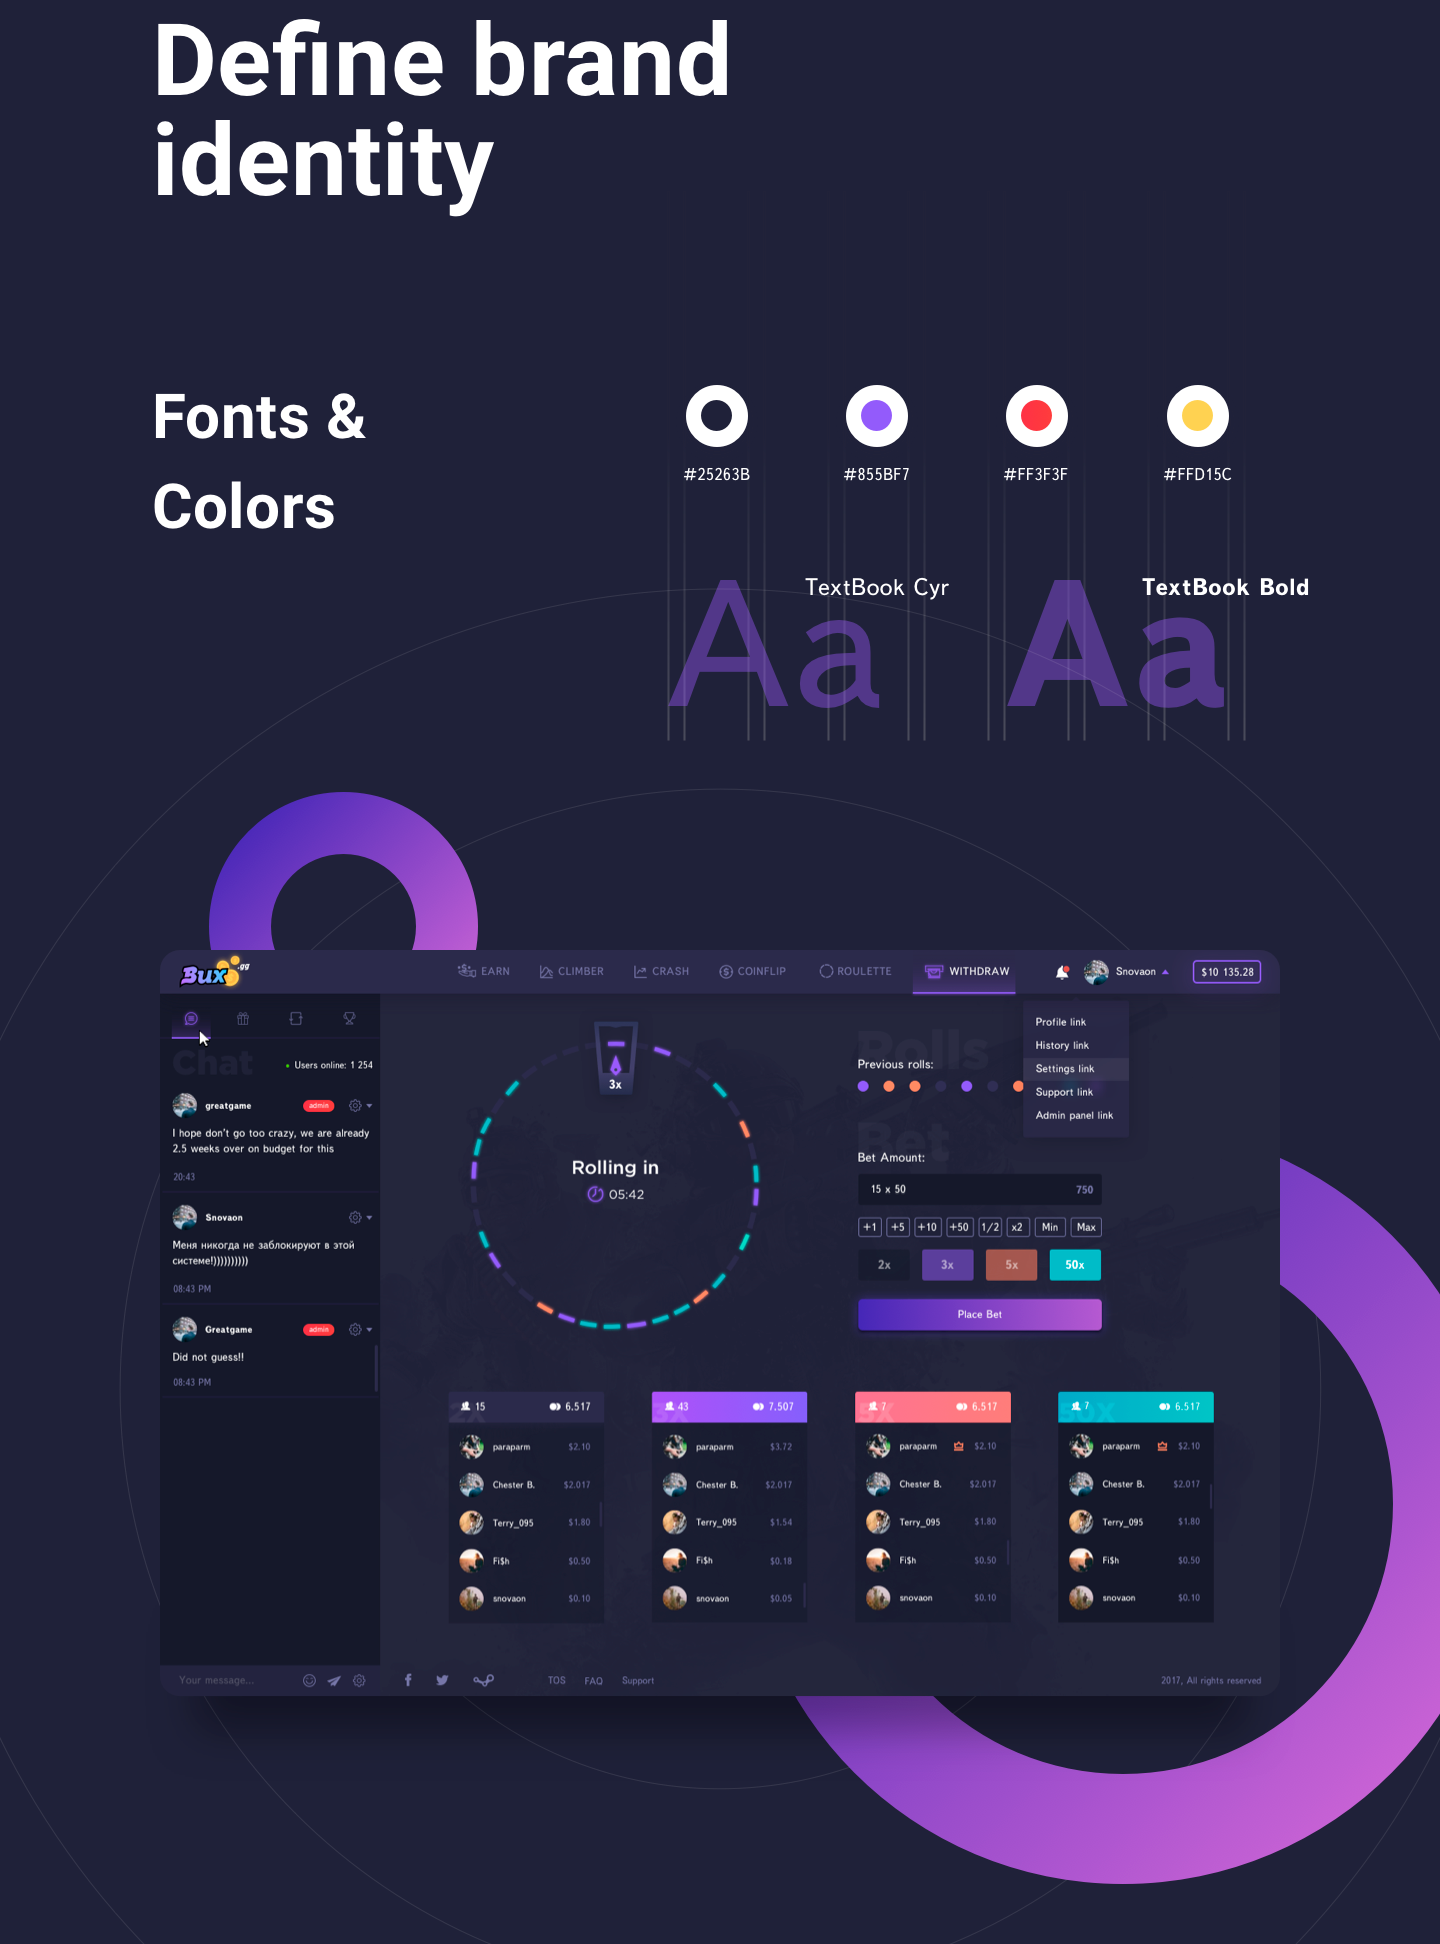 Define brand
identity
Fonts &
Colors
#25263B
#855BF7
#FF3F3F
#FFD15C
TextBook Cyr
Aa
TextBook Bold
Aa
Bux.gg
EARN
CLIMBER
CRASH
COINFLIP
ROULETTE
WITHDRAW
Snovaon
$10 135.28
Profile link
History link
Settings link
Support link
Admin panel link
Chat
Users online: 1 254
greatgame
admin
I hope don't go too crazy, we are already
2.5 weeks over on budget for this
20:43
Snovaon
Меня никогда не заблокируют в этой
системе!))))))))))
08:43 PM
Greatgame
admin
Did not guess!!
08:43 PM
Your message...
3x
Rolling in
05:42
Rolls
Previous rolls:
Bet
Bet Amount:
15 x 50
750
+1
+5
+10
+50
1/2
x2
Min
Max
2x
3x
5x
50x
Place Bet
2X
15
6.517
paraparm
$2.10
Chester B.
$2.017
Terry_095
$1.80
Fi$h
$0.50
snovaon
$0.10
3X
43
7.507
paraparm
$3.72
Chester B.
$2.017
Terry_095
$1.54
Fi$h
$0.18
snovaon
$0.05
5X
7
6.517
paraparm
$2.10
Chester B.
$2.017
Terry_095
$1.80
Fi$h
$0.50
snovaon
$0.10
50X
7
6.517
paraparm
$2.10
Chester B.
$2.017
Terry_095
$1.80
Fi$h
$0.50
snovaon
$0.10
TOS
FAQ
Support
2017, All rights reserved